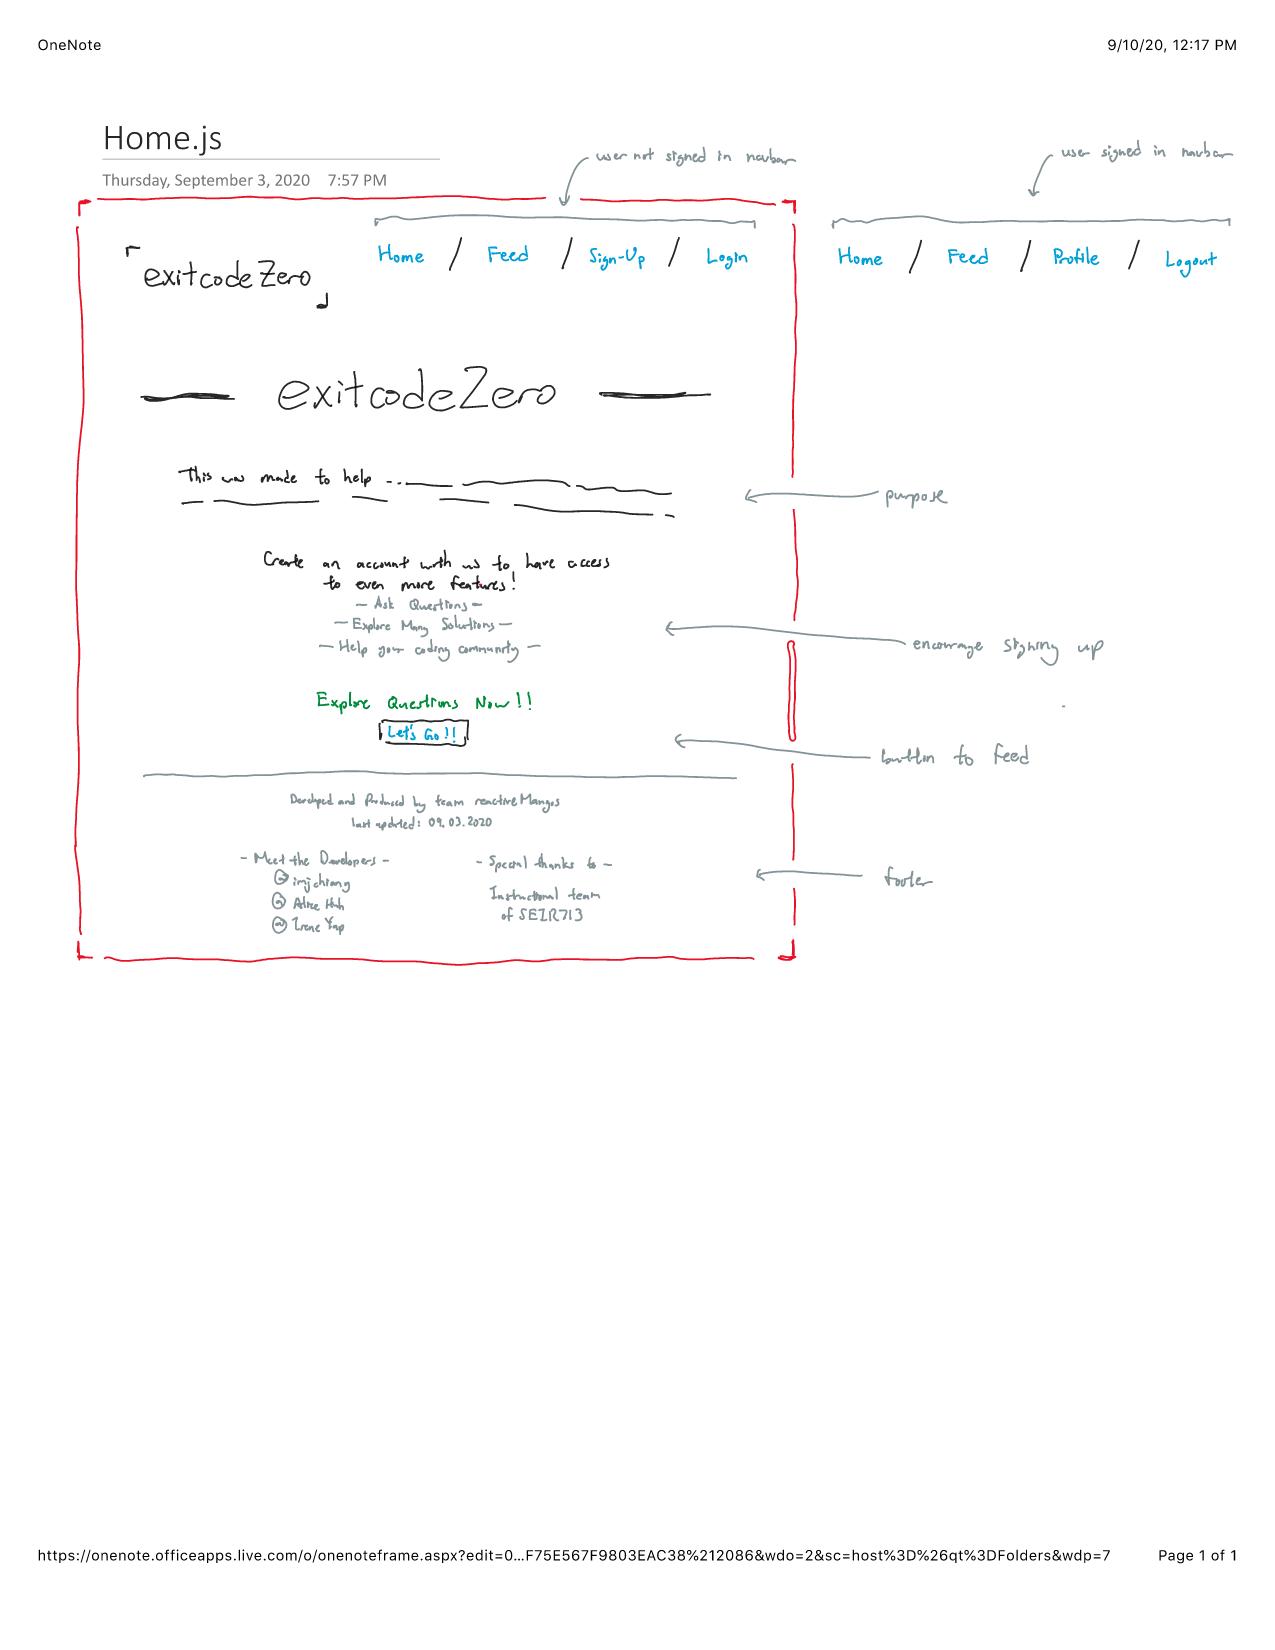 OneNote
9/10/20, 12:17 PM
Home.js
Thursday, September 3, 2020 7:57 PM
user not signed in navbar
user signed in navbar
exitcodeZero
Home / Feed / Sign-Up / Login
Home / Feed / Profile / Logout
exitcodeZero
This was made to help ...
purpose
Create an account with us to have access
to even more features!
- Ask Questions -
- Explore Many Solutions -
- Help your coding community -
encourage signing up
Explore Questions Now!!
Let's Go!!
button to feed
Developed and Produced by team reactiveMangos
last updated: 09.03.2020
- Meet the Developers -
imjchiang
Alice Huh
Irene Yap
- Special thanks to -
Instructional team
of SEIR713
footer
https://onenote.officeapps.live.com/o/onenoteframe.aspx?edit=0...F75E567F9803EAC38%212086&wdo=2&sc=host%3D%26qt%3DFolders&wdp=7
Page 1 of 1